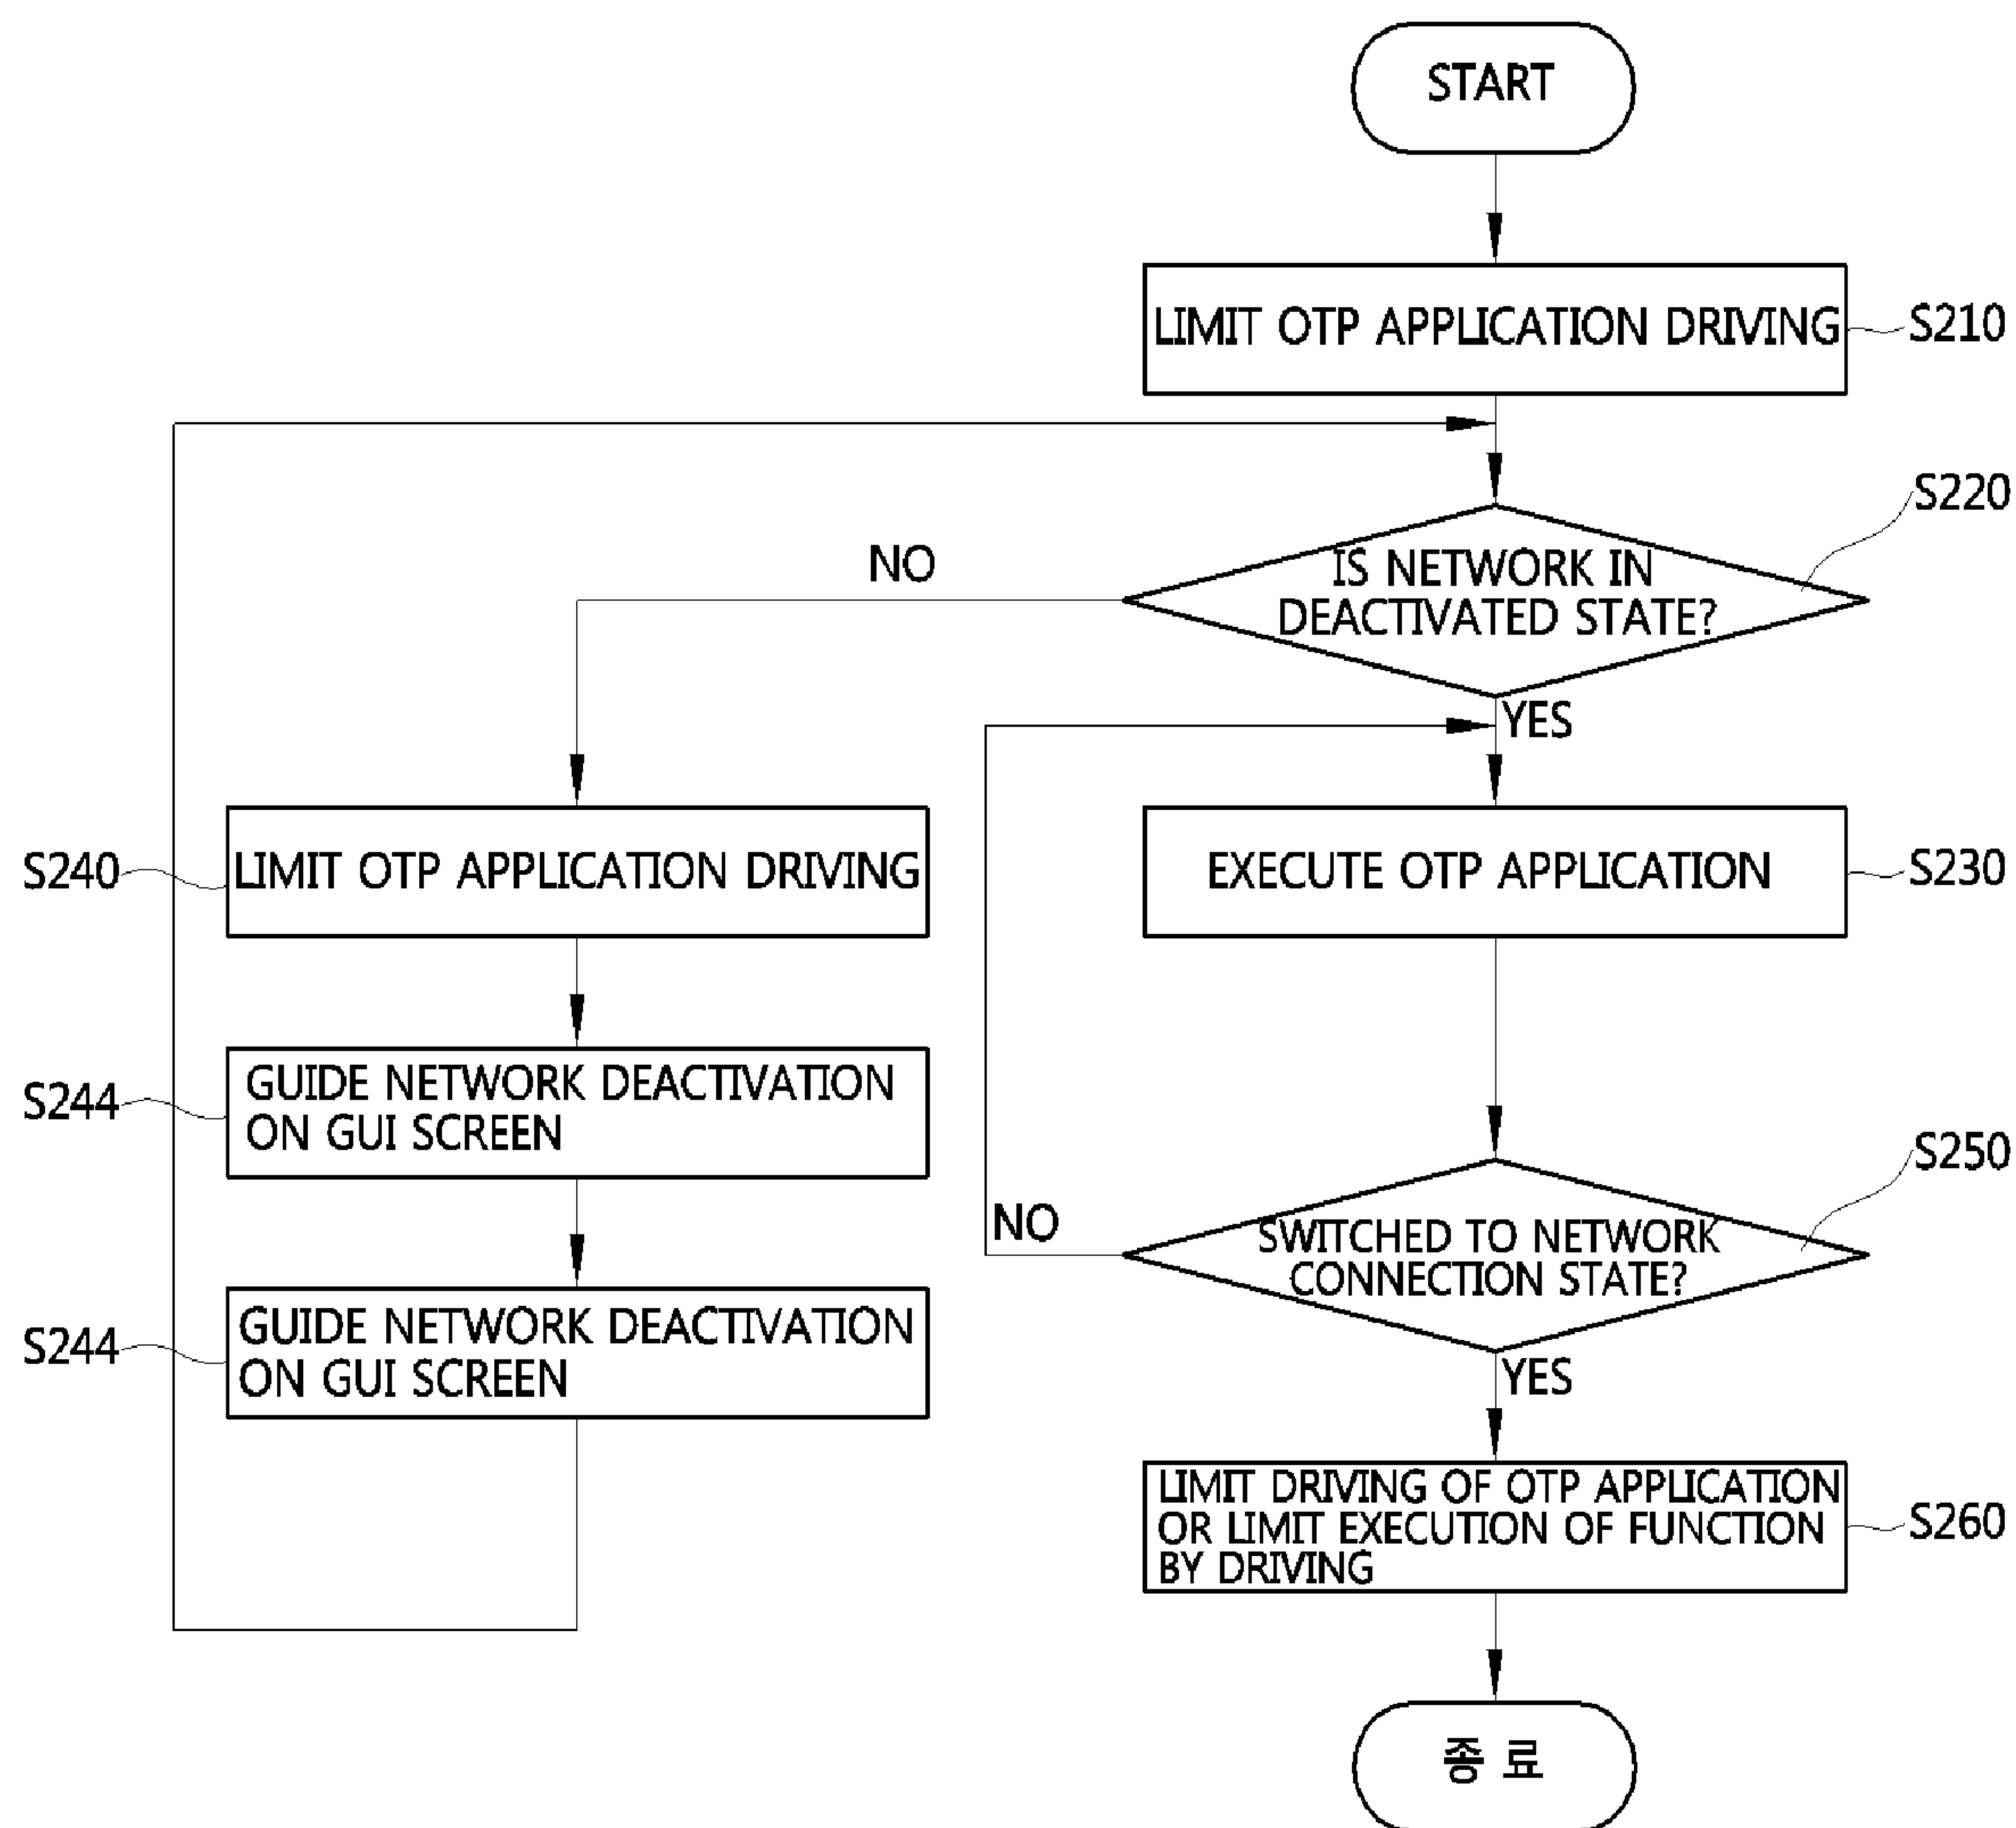 START
LIMIT OTP APPLICATION DRIVING
S210
S220
IS NETWORK IN
DEACTIVATED STATE?
NO
YES
S240
LIMIT OTP APPLICATION DRIVING
EXECUTE OTP APPLICATION
S230
S244
GUIDE NETWORK DEACTIVATION
ON GUI SCREEN
S250
SWITCHED TO NETWORK
CONNECTION STATE?
NO
YES
S244
GUIDE NETWORK DEACTIVATION
ON GUI SCREEN
LIMIT DRIVING OF OTP APPLICATION
OR LIMIT EXECUTION OF FUNCTION
BY DRIVING
S260
종 료